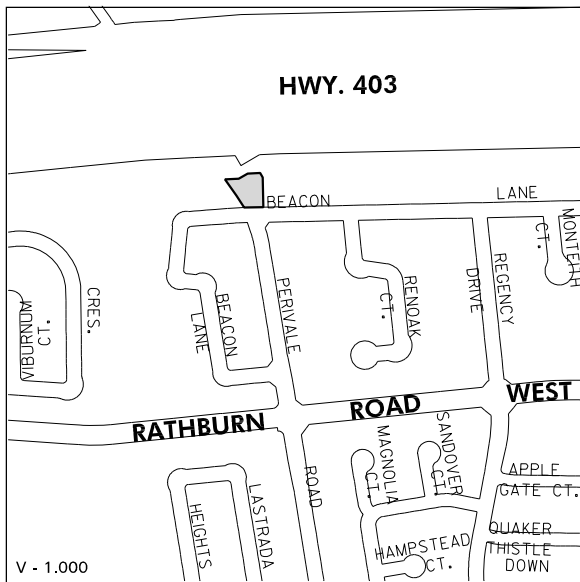 HWY. 403
BEACON LANE
MONTEITH
CT.
PERIVALE
DRIVE
REGENCY
RENOAK
CT.
CRES.
VIBURNUM
CT.
BEACON
LANE
RATHBURN ROAD WEST
ROAD
MAGNOLIA
CT.
SANDOVER
CT.
LASTRADA
HEIGHTS
APPLE
GATE CT.
QUAKER
THISTLE
DOWN
HAMPSTEAD
CT.
V - 1.000